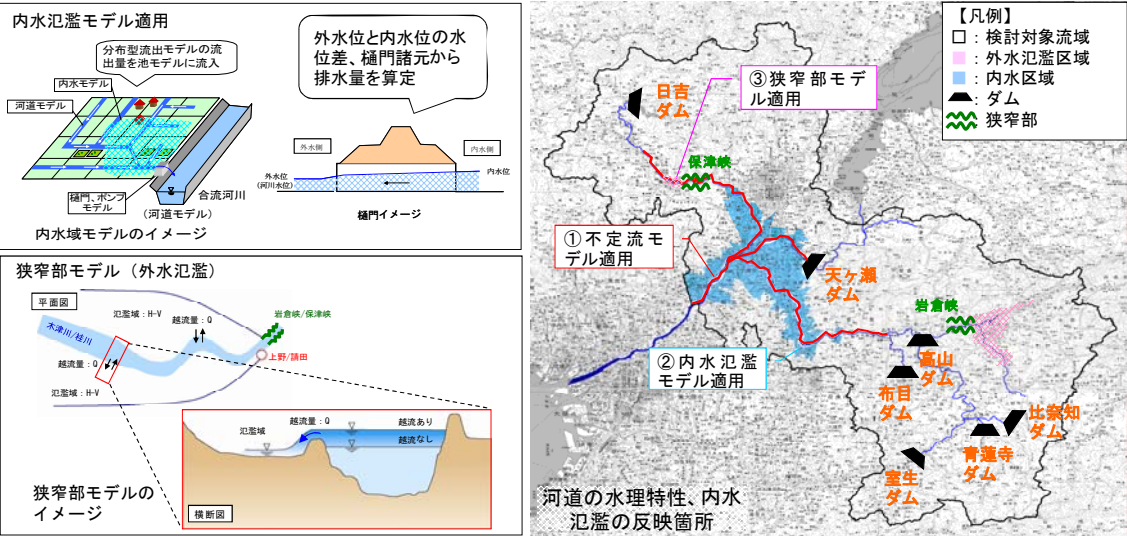 内水氾濫モデル適用
分布型流出モデルの流
出量を池モデルに流入
内水モデル
河道モデル
樋門、ポンプ
モデル
合流河川
(河道モデル)
内水域モデルのイメージ
外水位と内水位の水
位差、樋門諸元から
排水量を算定
外水側
内水側
外水位
(河川水位)
内水位
樋門イメージ
狭窄部モデル（外水氾濫）
平面図
氾濫域：H-V
越流量：Q
岩倉峡/保津峡
木津川/桂川
上野/請田
越流量：Q
氾濫域：H-V
氾濫域
越流量：Q
越流あり
越流なし
横断図
狭窄部モデルの
イメージ
【凡例】
：検討対象流域
：外水氾濫区域
：内水区域
：ダム
：狭窄部
③狭窄部モデ
ル適用
日吉
ダム
保津峡
①不定流モ
デル適用
天ヶ瀬
ダム
岩倉峡
②内水氾濫
モデル適用
高山
ダム
布目
ダム
比奈知
ダム
青蓮寺
ダム
室生
ダム
河道の水理特性、内水
氾濫の反映箇所